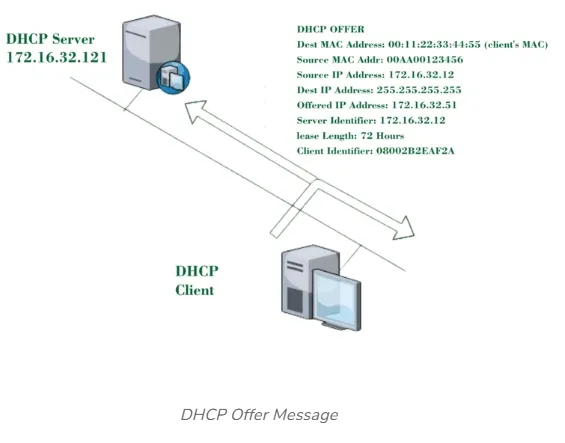 DHCP Server
172.16.32.121
DHCP OFFER
Dest MAC Address: 00:11:22:33:44:55 (client's MAC)
Source MAC Addr: 00AA00123456
Source IP Address: 172.16.32.12
Dest IP Address: 255.255.255.255
Offered IP Address: 172.16.32.51
Server Identifier: 172.16.32.12
lease Length: 72 Hours
Client Identifier: 08002B2EAF2A
DHCP
Client
DHCP Offer Message